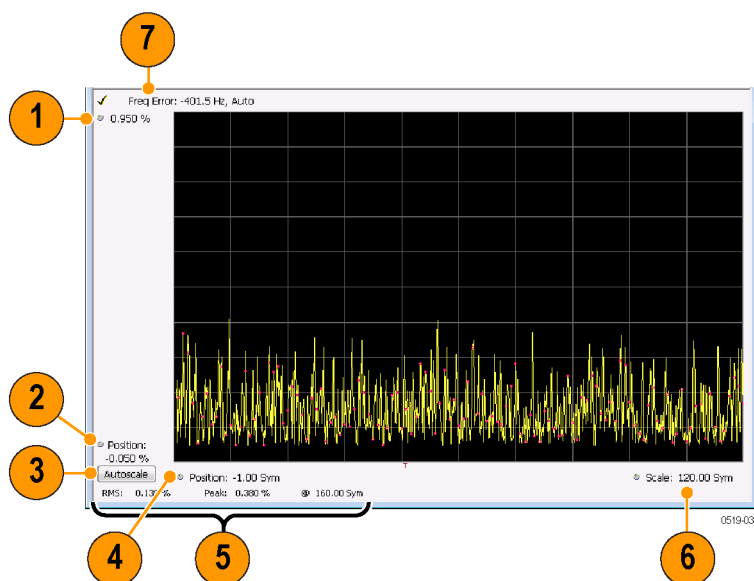 7
✓ Freq Error: -401.5 Hz, Auto
1
0.950 %
2
Position:
-0.050 %
3
Autoscale
Position: -1.00 Sym
T
Scale: 120.00 Sym
RMS: % Peak: 0.380 % @ 160.00 Sym
0519-03
4
5
6